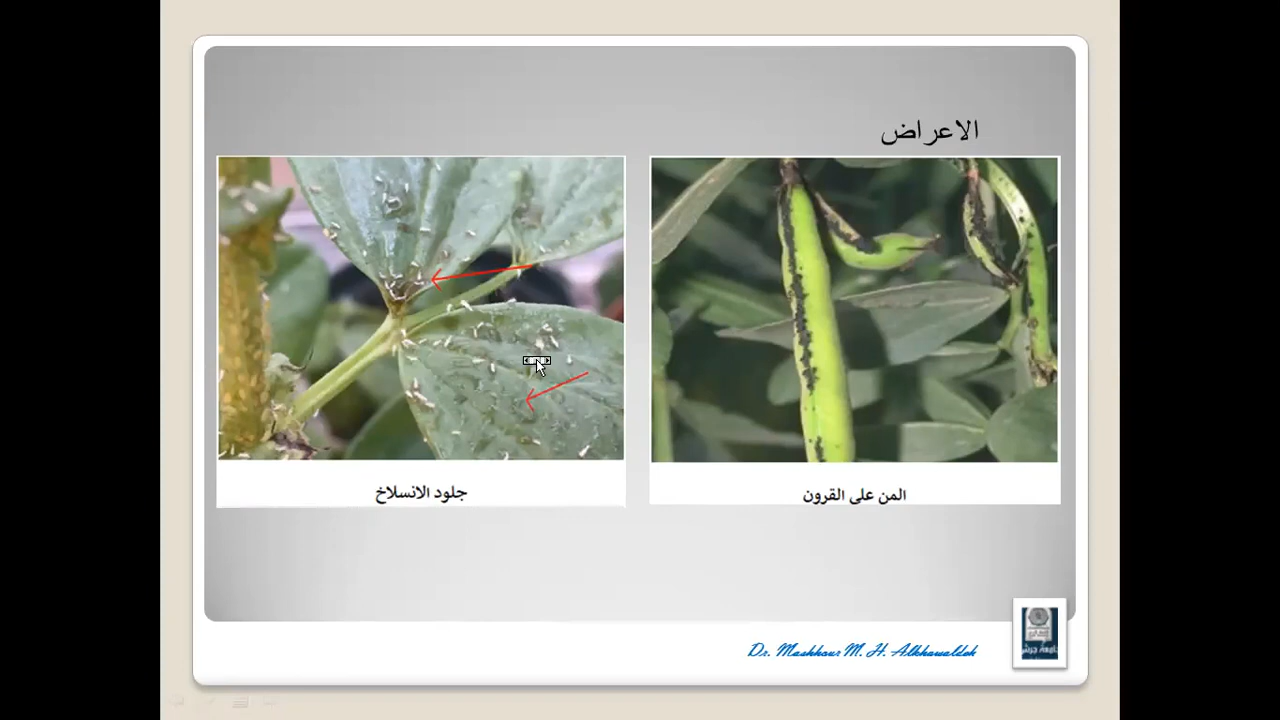 الاعراض
المن على القرون
جلود الانسلاخ
Dr. Mashhour M. H. Alkhawaldeh